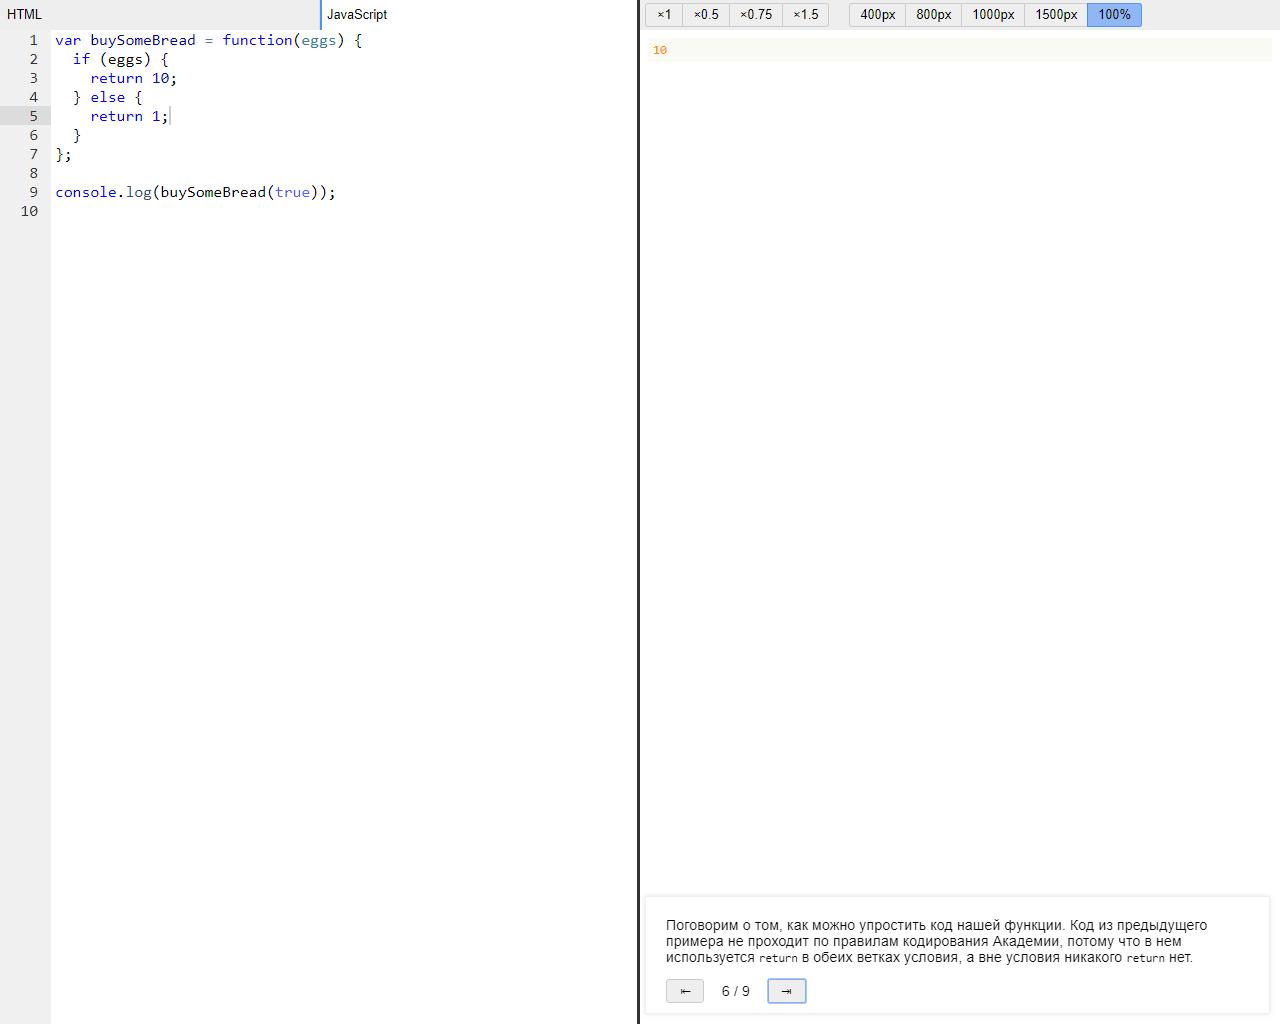 HTML
JavaScript
×1 ×0.5 ×0.75 ×1.5 400px 800px 1000px 1500px 100%
1 var buySomeBread = function(eggs) {
2   if (eggs) {
3     return 10;
4   } else {
5     return 1;
6   }
7 };
8
9 console.log(buySomeBread(true));
10
10
Поговорим о том, как можно упростить код нашей функции. Код из предыдущего
примера не проходит по правилам кодирования Академии, потому что в нем
используется return в обеих ветках условия, а вне условия никакого return нет.
⇤ 6 / 9 ⇥